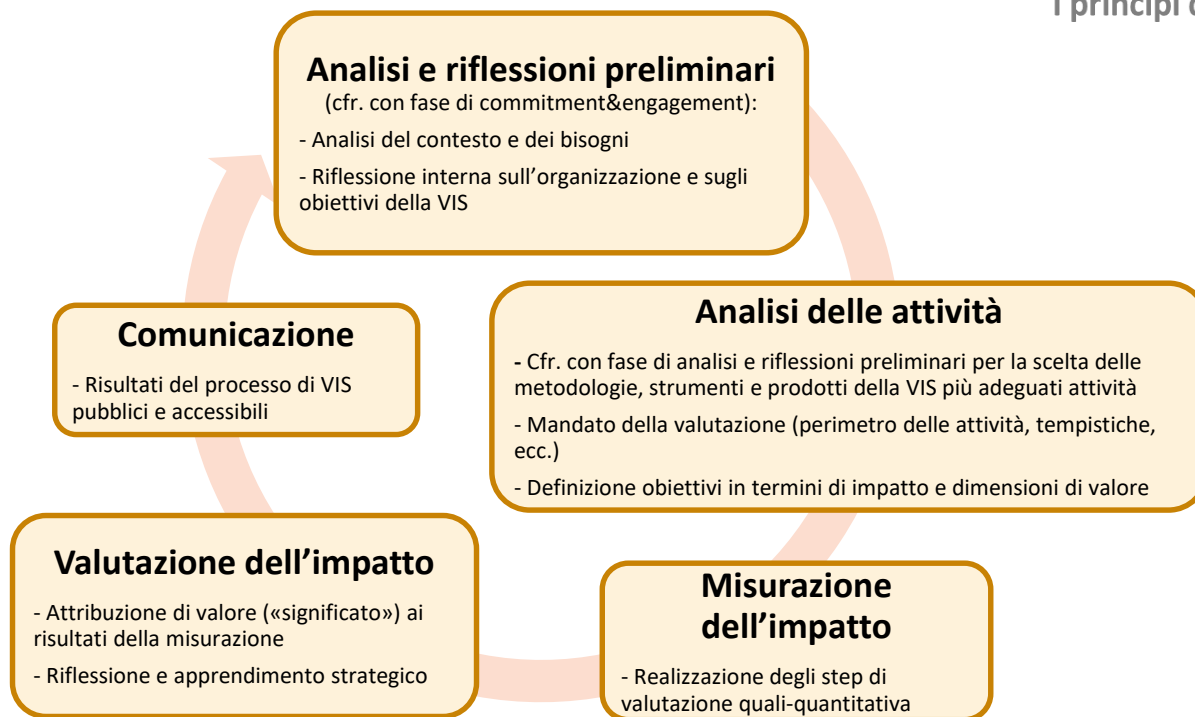 I principi
Analisi e riflessioni preliminari
(cfr. con fase di commitment&engagement):
- Analisi del contesto e dei bisogni
- Riflessione interna sull'organizzazione e sugli
obiettivi della VIS
Analisi delle attività
- Cfr. con fase di analisi e riflessioni preliminari per la scelta delle
metodologie, strumenti e prodotti della VIS più adeguati attività
- Mandato della valutazione (perimetro delle attività, tempistiche,
ecc.)
- Definizione obiettivi in termini di impatto e dimensioni di valore
Misurazione
dell'impatto
- Realizzazione degli step di
valutazione quali-quantitativa
Valutazione dell'impatto
- Attribuzione di valore («significato») ai
risultati della misurazione
- Riflessione e apprendimento strategico
Comunicazione
- Risultati del processo di VIS
pubblici e accessibili